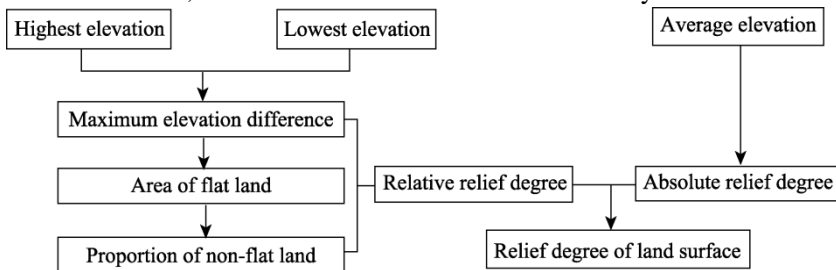 Highest elevation
Lowest elevation
Average elevation
Maximum elevation difference
Area of flat land
Relative relief degree
Absolute relief degree
Proportion of non-flat land
Relief degree of land surface